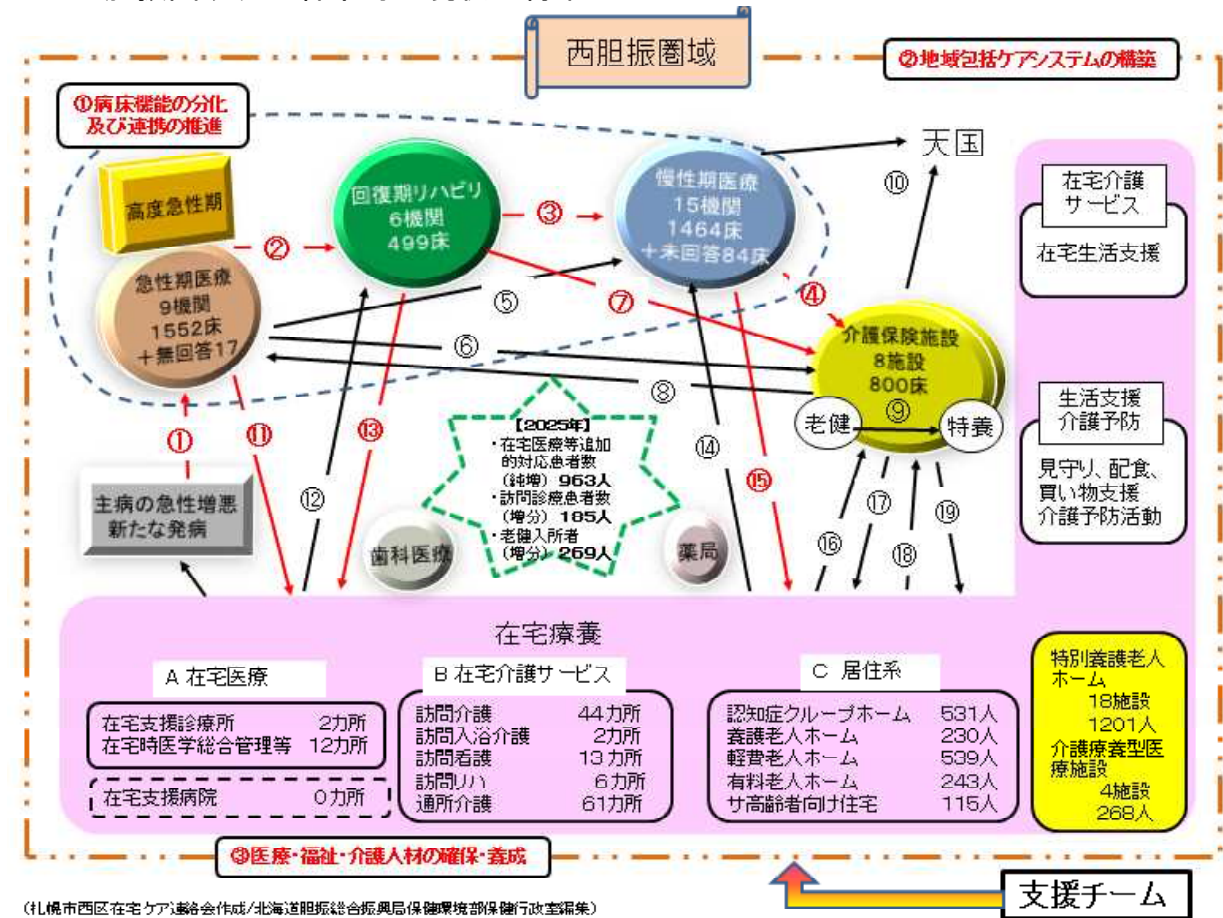 西胆振圏域
②地域包括ケアシステムの構築
①病床機能の分化
及び連携の推進
高度急性期
急性期医療
9機関
1552床
+無回答17
回復期リハビリ
6機関
499床
慢性期医療
15機関
1464床
+未回答84床
天国
介護保険施設
8施設
800床
老健
⑨
特養
①
②
③
④
⑤
⑥
⑦
⑧
⑩
⑪
⑫
⑬
⑭
⑮
⑯
⑰
⑱
⑲
主病の急性増悪
新たな発病
【2025年】
・在宅医療等追加
的対応患者数
(純増) 963人
・訪問診療患者数
(増分) 185人
・老健入所者
(増分) 269人
歯科医療
薬局
在宅介護
サービス
在宅生活支援
生活支援
介護予防
見守り、配食、
買い物支援
介護予防活動
在宅療養
A 在宅医療
在宅支援診療所 2カ所
在宅時医学総合管理等 12カ所
在宅支援病院 0カ所
B 在宅介護サービス
訪問介護 44カ所
訪問入浴介護 2カ所
訪問看護 13カ所
訪問リハ 6カ所
通所介護 61カ所
C 居住系
認知症グループホーム 531人
養護老人ホーム 230人
軽費老人ホーム 539人
有料老人ホーム 243人
サ高齢者向け住宅 115人
特別養護老人
ホーム
18施設
1201人
介護療養型医
療施設
4施設
268人
③医療・福祉・介護人材の確保・養成
支援チーム
(札幌市西区在宅ケア連絡会作成/北海道胆振総合振興局保健環境部保健行政室編集)